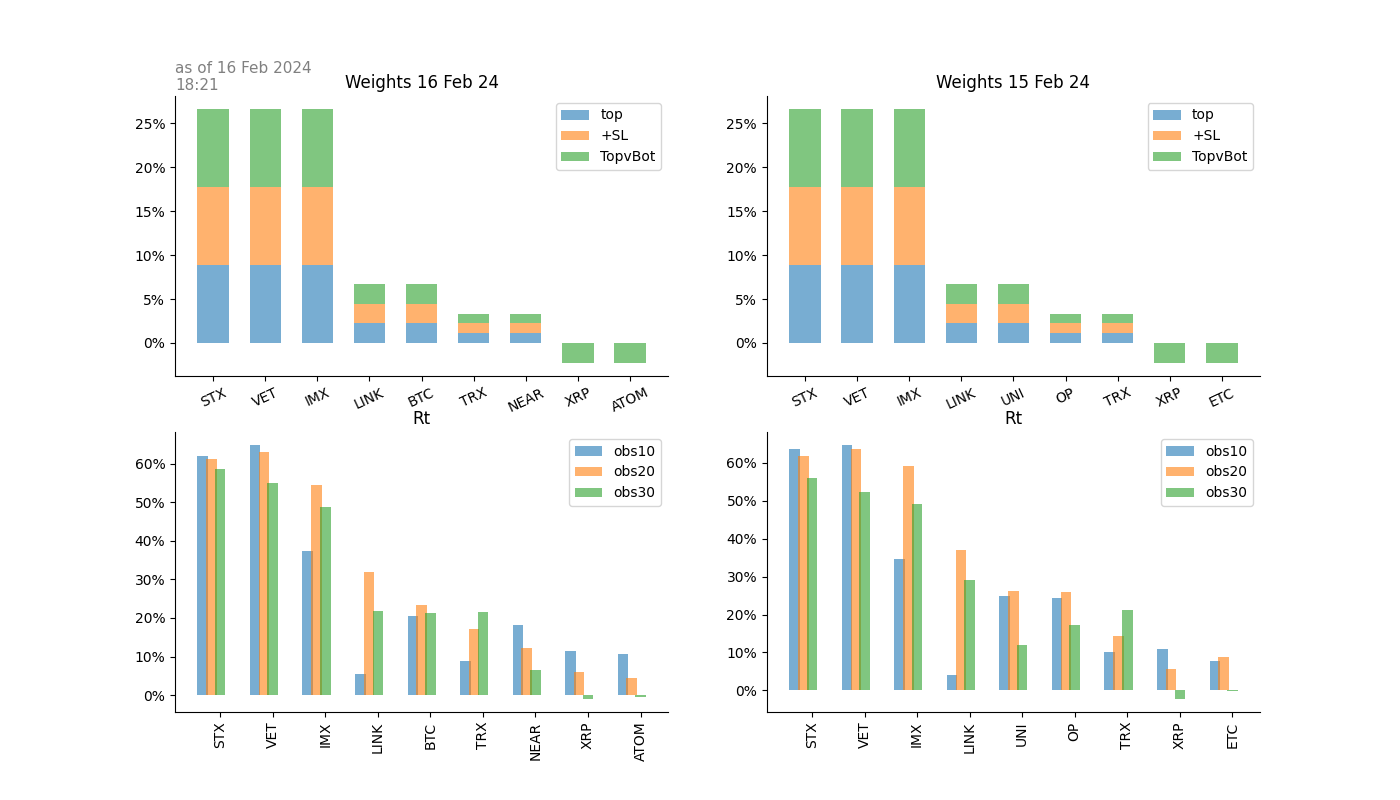 as of 16 Feb 2024
18:21
Weights 16 Feb 24
25%
20%
15%
10%
5%
0%
top
+SL
TopvBot
STX VET IMX LINK BTC TRX NEAR XRP ATOM
Weights 15 Feb 24
25%
20%
15%
10%
5%
0%
top
+SL
TopvBot
STX VET IMX LINK UNI OP TRX XRP ETC
Rt
60%
50%
40%
30%
20%
10%
0%
obs10
obs20
obs30
STX VET IMX LINK BTC TRX NEAR XRP ATOM
Rt
60%
50%
40%
30%
20%
10%
0%
obs10
obs20
obs30
STX VET IMX LINK UNI OP TRX XRP ETC